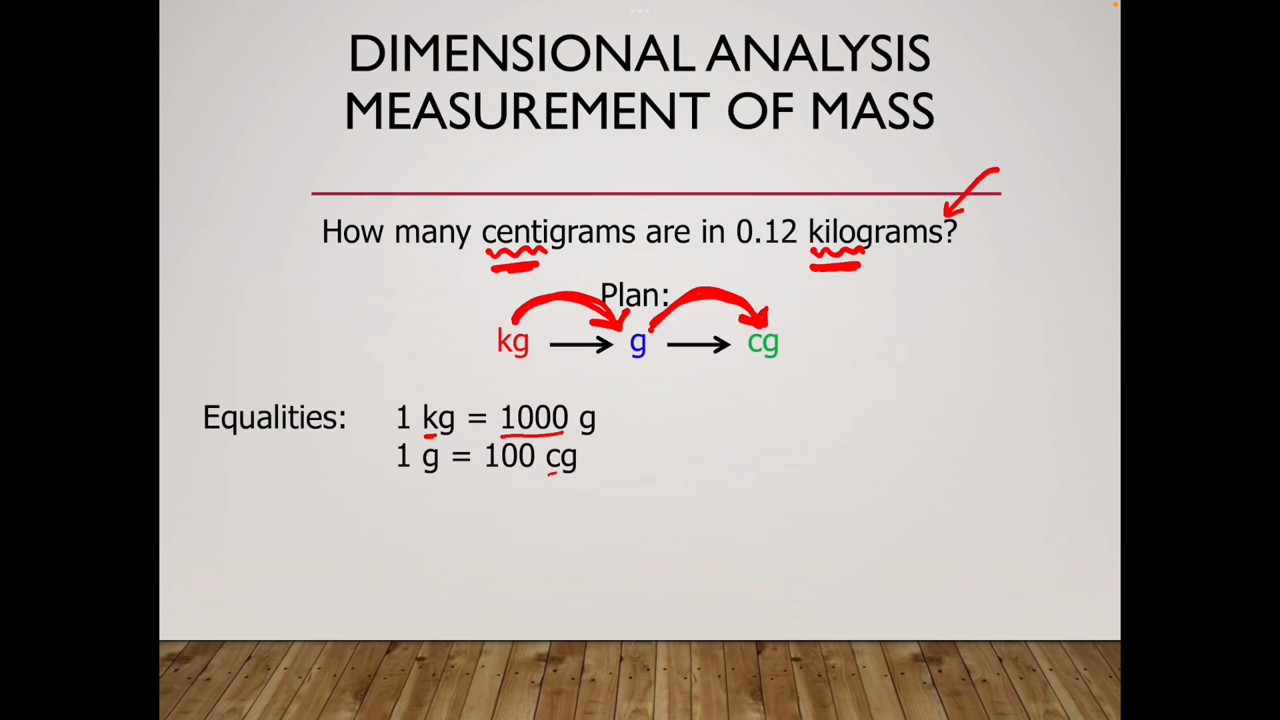 DIMENSIONAL ANALYSIS
MEASUREMENT OF MASS
How many centigrams are in 0.12 kilograms?
Plan:
kg → g → cg
Equalities: 1 kg = 1000 g
1 g = 100 cg